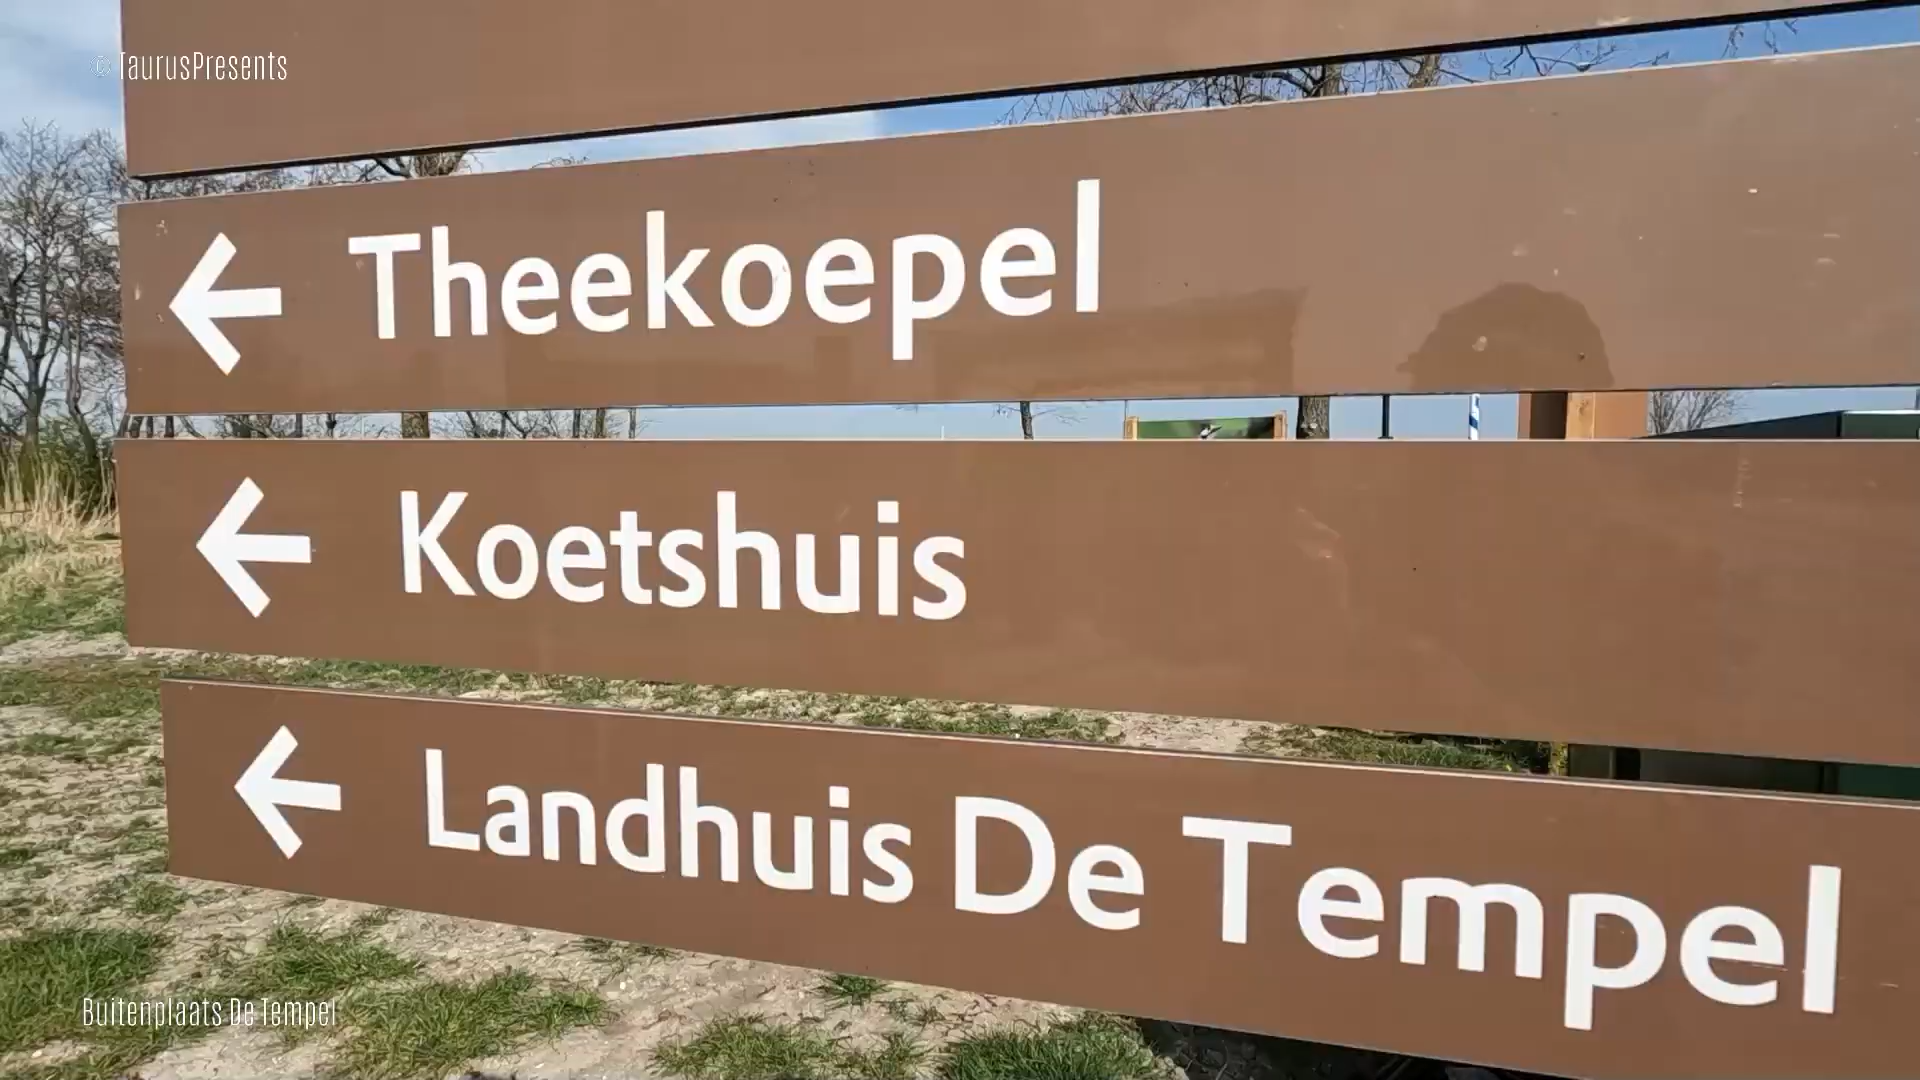 © TaurusPresents
← Theekoepel
← Koetshuis
← Landhuis De Tempel
Buitenplaats De Tempel